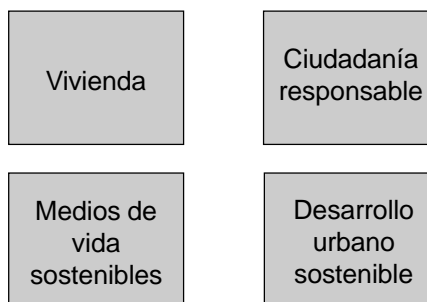 Vivienda
Ciudadanía
responsable
Medios de
vida
sostenibles
Desarrollo
urbano
sostenible